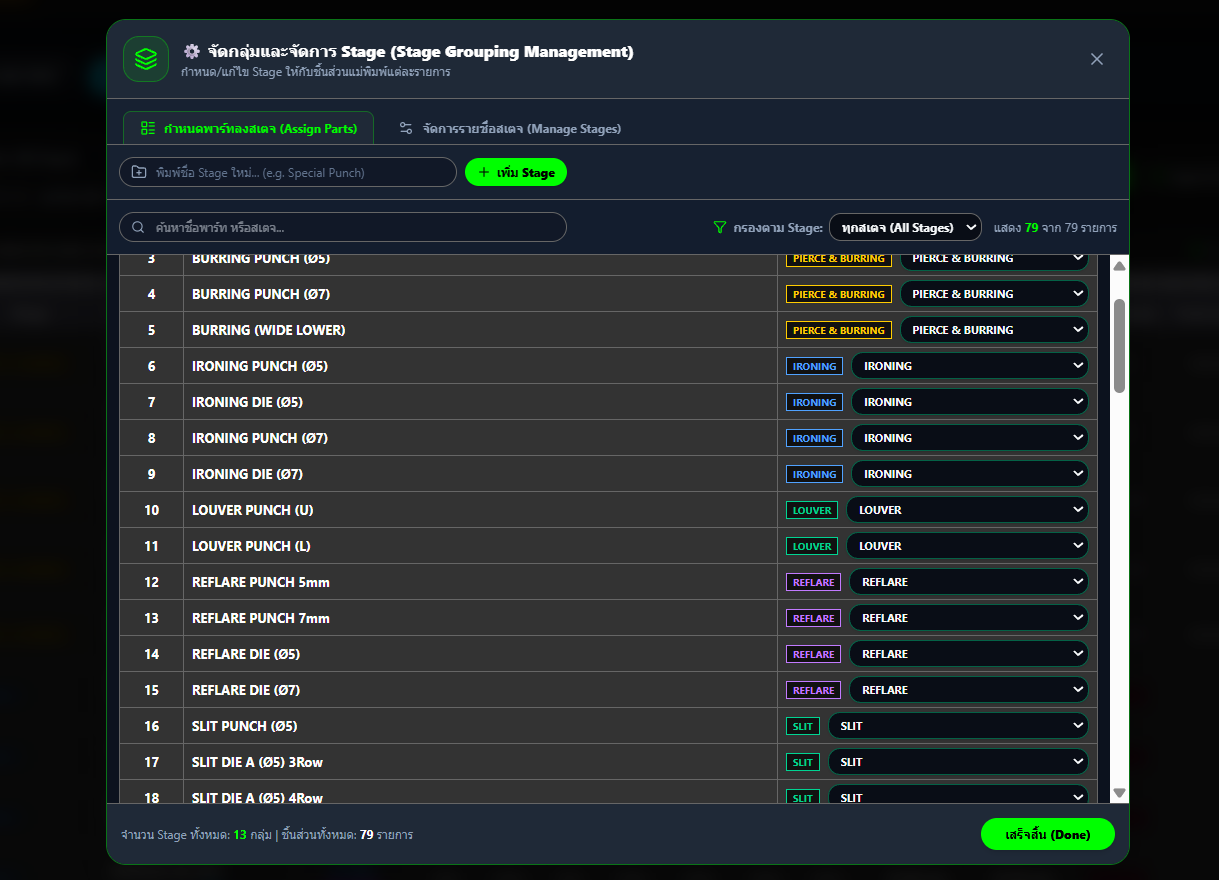 จัดกลุ่มและจัดการ Stage (Stage Grouping Management)
กำหนด/แก้ไข Stage ให้กับชิ้นส่วนแม่พิมพ์แต่ละรายการ
กำหนดพาร์ทลงสเตจ (Assign Parts) จัดการรายชื่อสเตจ (Manage Stages)
พิมพ์ชื่อ Stage ใหม่... (e.g. Special Punch) + เพิ่ม Stage
ค้นหาชื่อพาร์ท หรือสเตจ... กรองตาม Stage: ทุกสเตจ (All Stages) แสดง 79 จาก 79 รายการ
3 BURRING PUNCH (Ø5) PIERCE & BURRING PIERCE & BURRING
4 BURRING PUNCH (Ø7) PIERCE & BURRING PIERCE & BURRING
5 BURRING (WIDE LOWER) PIERCE & BURRING PIERCE & BURRING
6 IRONING PUNCH (Ø5) IRONING IRONING
7 IRONING DIE (Ø5) IRONING IRONING
8 IRONING PUNCH (Ø7) IRONING IRONING
9 IRONING DIE (Ø7) IRONING IRONING
10 LOUVER PUNCH (U) LOUVER LOUVER
11 LOUVER PUNCH (L) LOUVER LOUVER
12 REFLARE PUNCH 5mm REFLARE REFLARE
13 REFLARE PUNCH 7mm REFLARE REFLARE
14 REFLARE DIE (Ø5) REFLARE REFLARE
15 REFLARE DIE (Ø7) REFLARE REFLARE
16 SLIT PUNCH (Ø5) SLIT SLIT
17 SLIT DIE A (Ø5) 3Row SLIT SLIT
18 SLIT DIE A (Ø5) 4Row SLIT SLIT
จำนวน Stage ทั้งหมด: 13 กลุ่ม | ชิ้นส่วนทั้งหมด: 79 รายการ เสร็จสิ้น (Done)